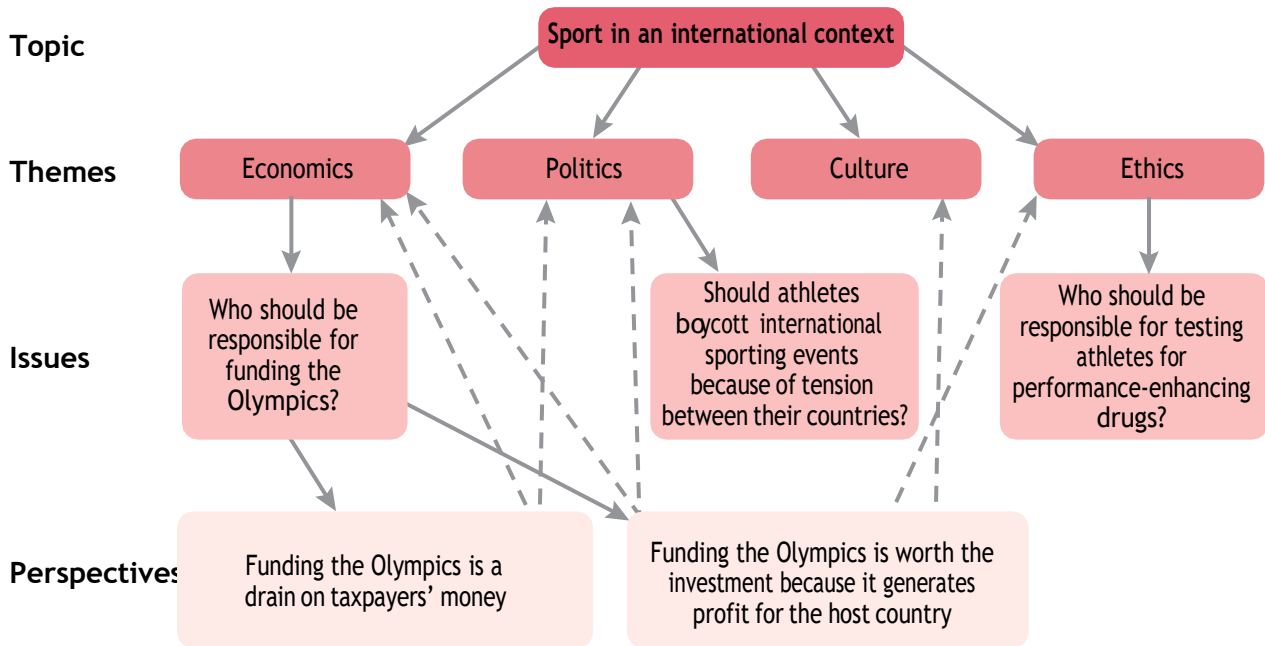 Topic
Sport in an international context
Themes
Economics
Politics
Culture
Ethics
Issues
Who should be
responsible for
funding the
Olympics?
Should athletes
boycott international
sporting events
because of tension
between their countries?
Who should be
responsible for testing
athletes for
performance-enhancing
drugs?
Perspectives
Funding the Olympics is a
drain on taxpayers’ money
Funding the Olympics is worth the
investment because it generates
profit for the host country